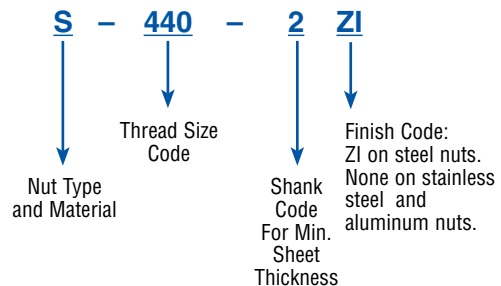 S – 440 – 2 ZI
Thread Size
Code
Finish Code:
ZI on steel nuts.
None on stainless
steel and
aluminum nuts.
Nut Type
and Material
Shank
Code
For Min.
Sheet
Thickness